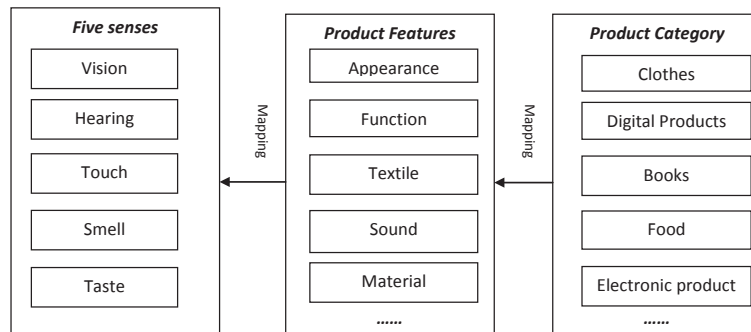 Five senses
Vision
Hearing
Touch
Smell
Taste
Mapping
Product Features
Appearance
Function
Textile
Sound
Material
......
Mapping
Product Category
Clothes
Digital Products
Books
Food
Electronic product
......